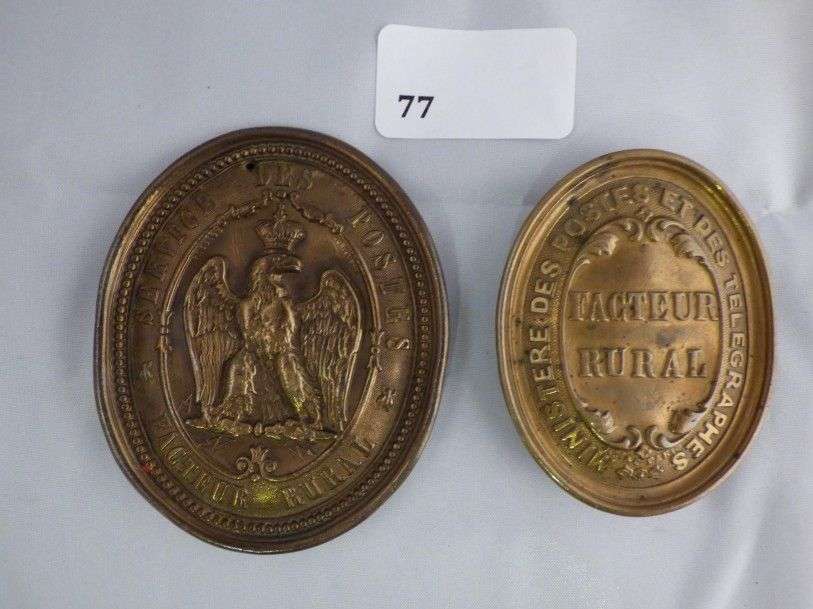 77
SERVICE DES POSTES
FACTEUR RURAL
MINISTERE DES POSTES ET DES TELEGRAPHES
FACTEUR
RURAL